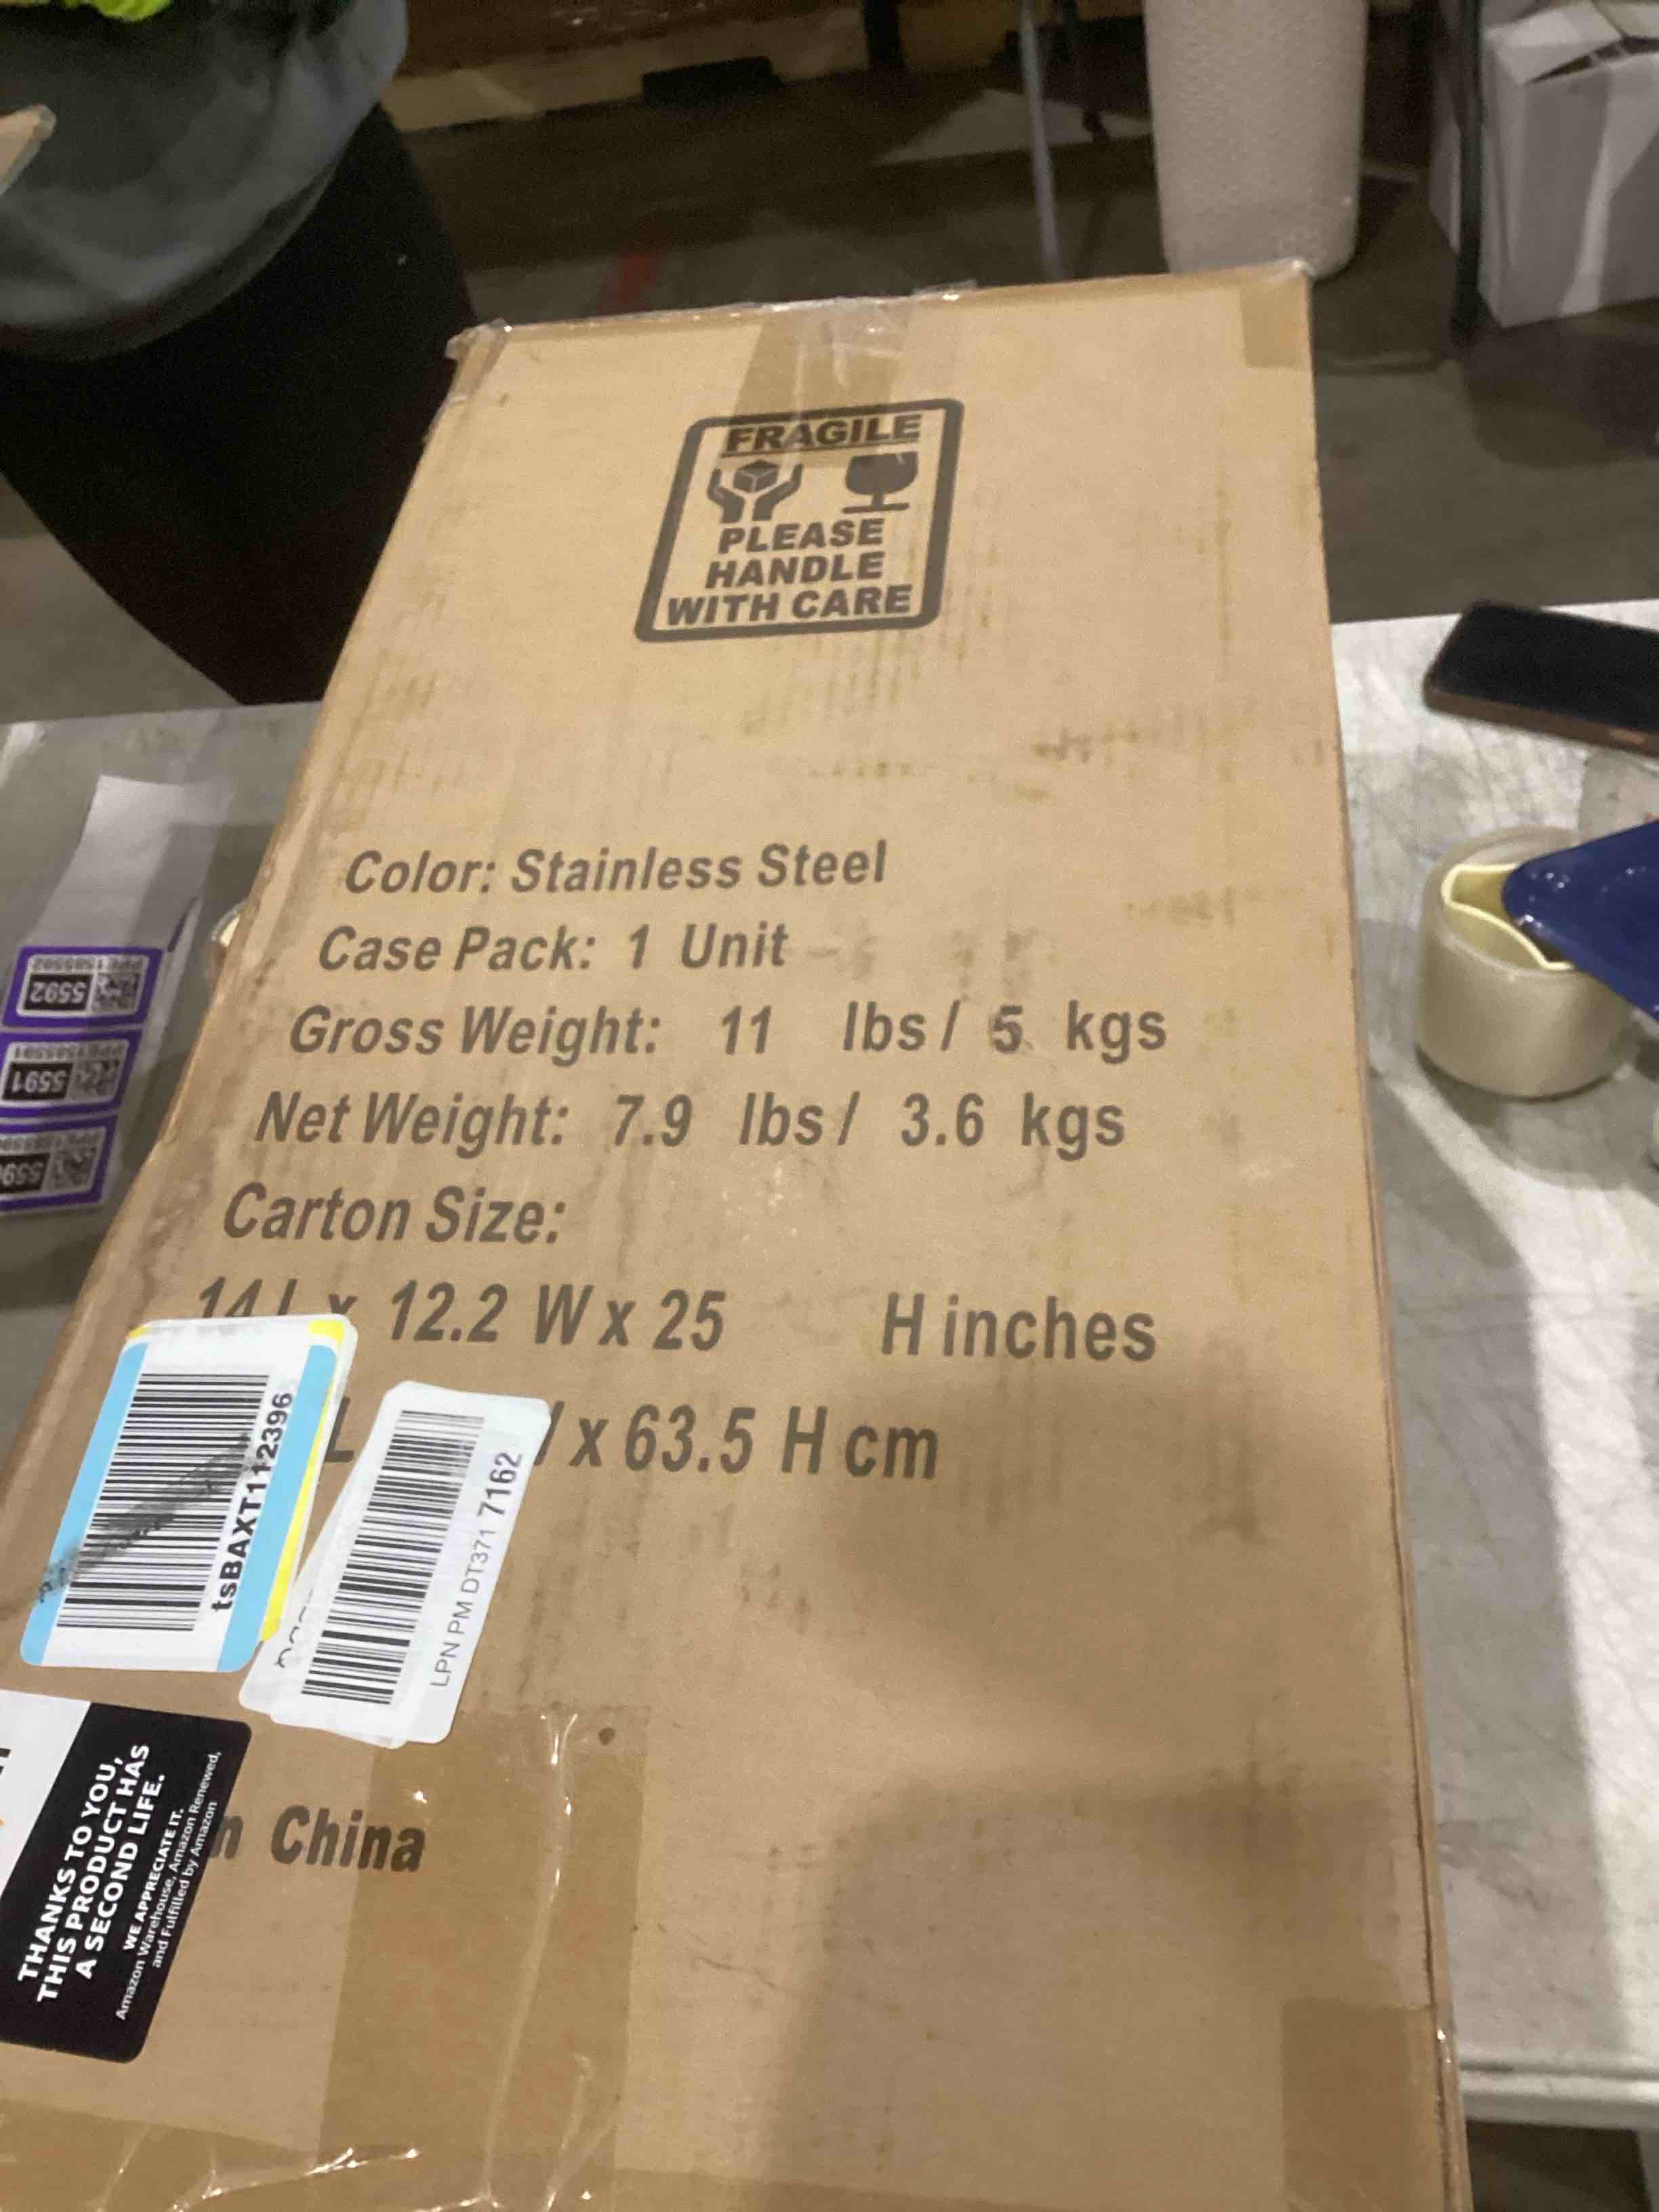 FRAGILE
PLEASE
HANDLE
WITH CARE
Color: Stainless Steel
Case Pack: 1 Unit
Gross Weight: 11 lbs / 5 kgs
Net Weight: 7.9 lbs / 3.6 kgs
Carton Size:
14 L x 12.2 W x 25 H inches
L x 63.5 H cm
tsBAXT112396
LPN PM DT371 7162
China
THANKS TO YOU,
THIS PRODUCT HAS
A SECOND LIFE.
WE APPRECIATE IT.
Amazon Warehouse, Amazon Renewed,
and Fulfilled by Amazon
5592
5591